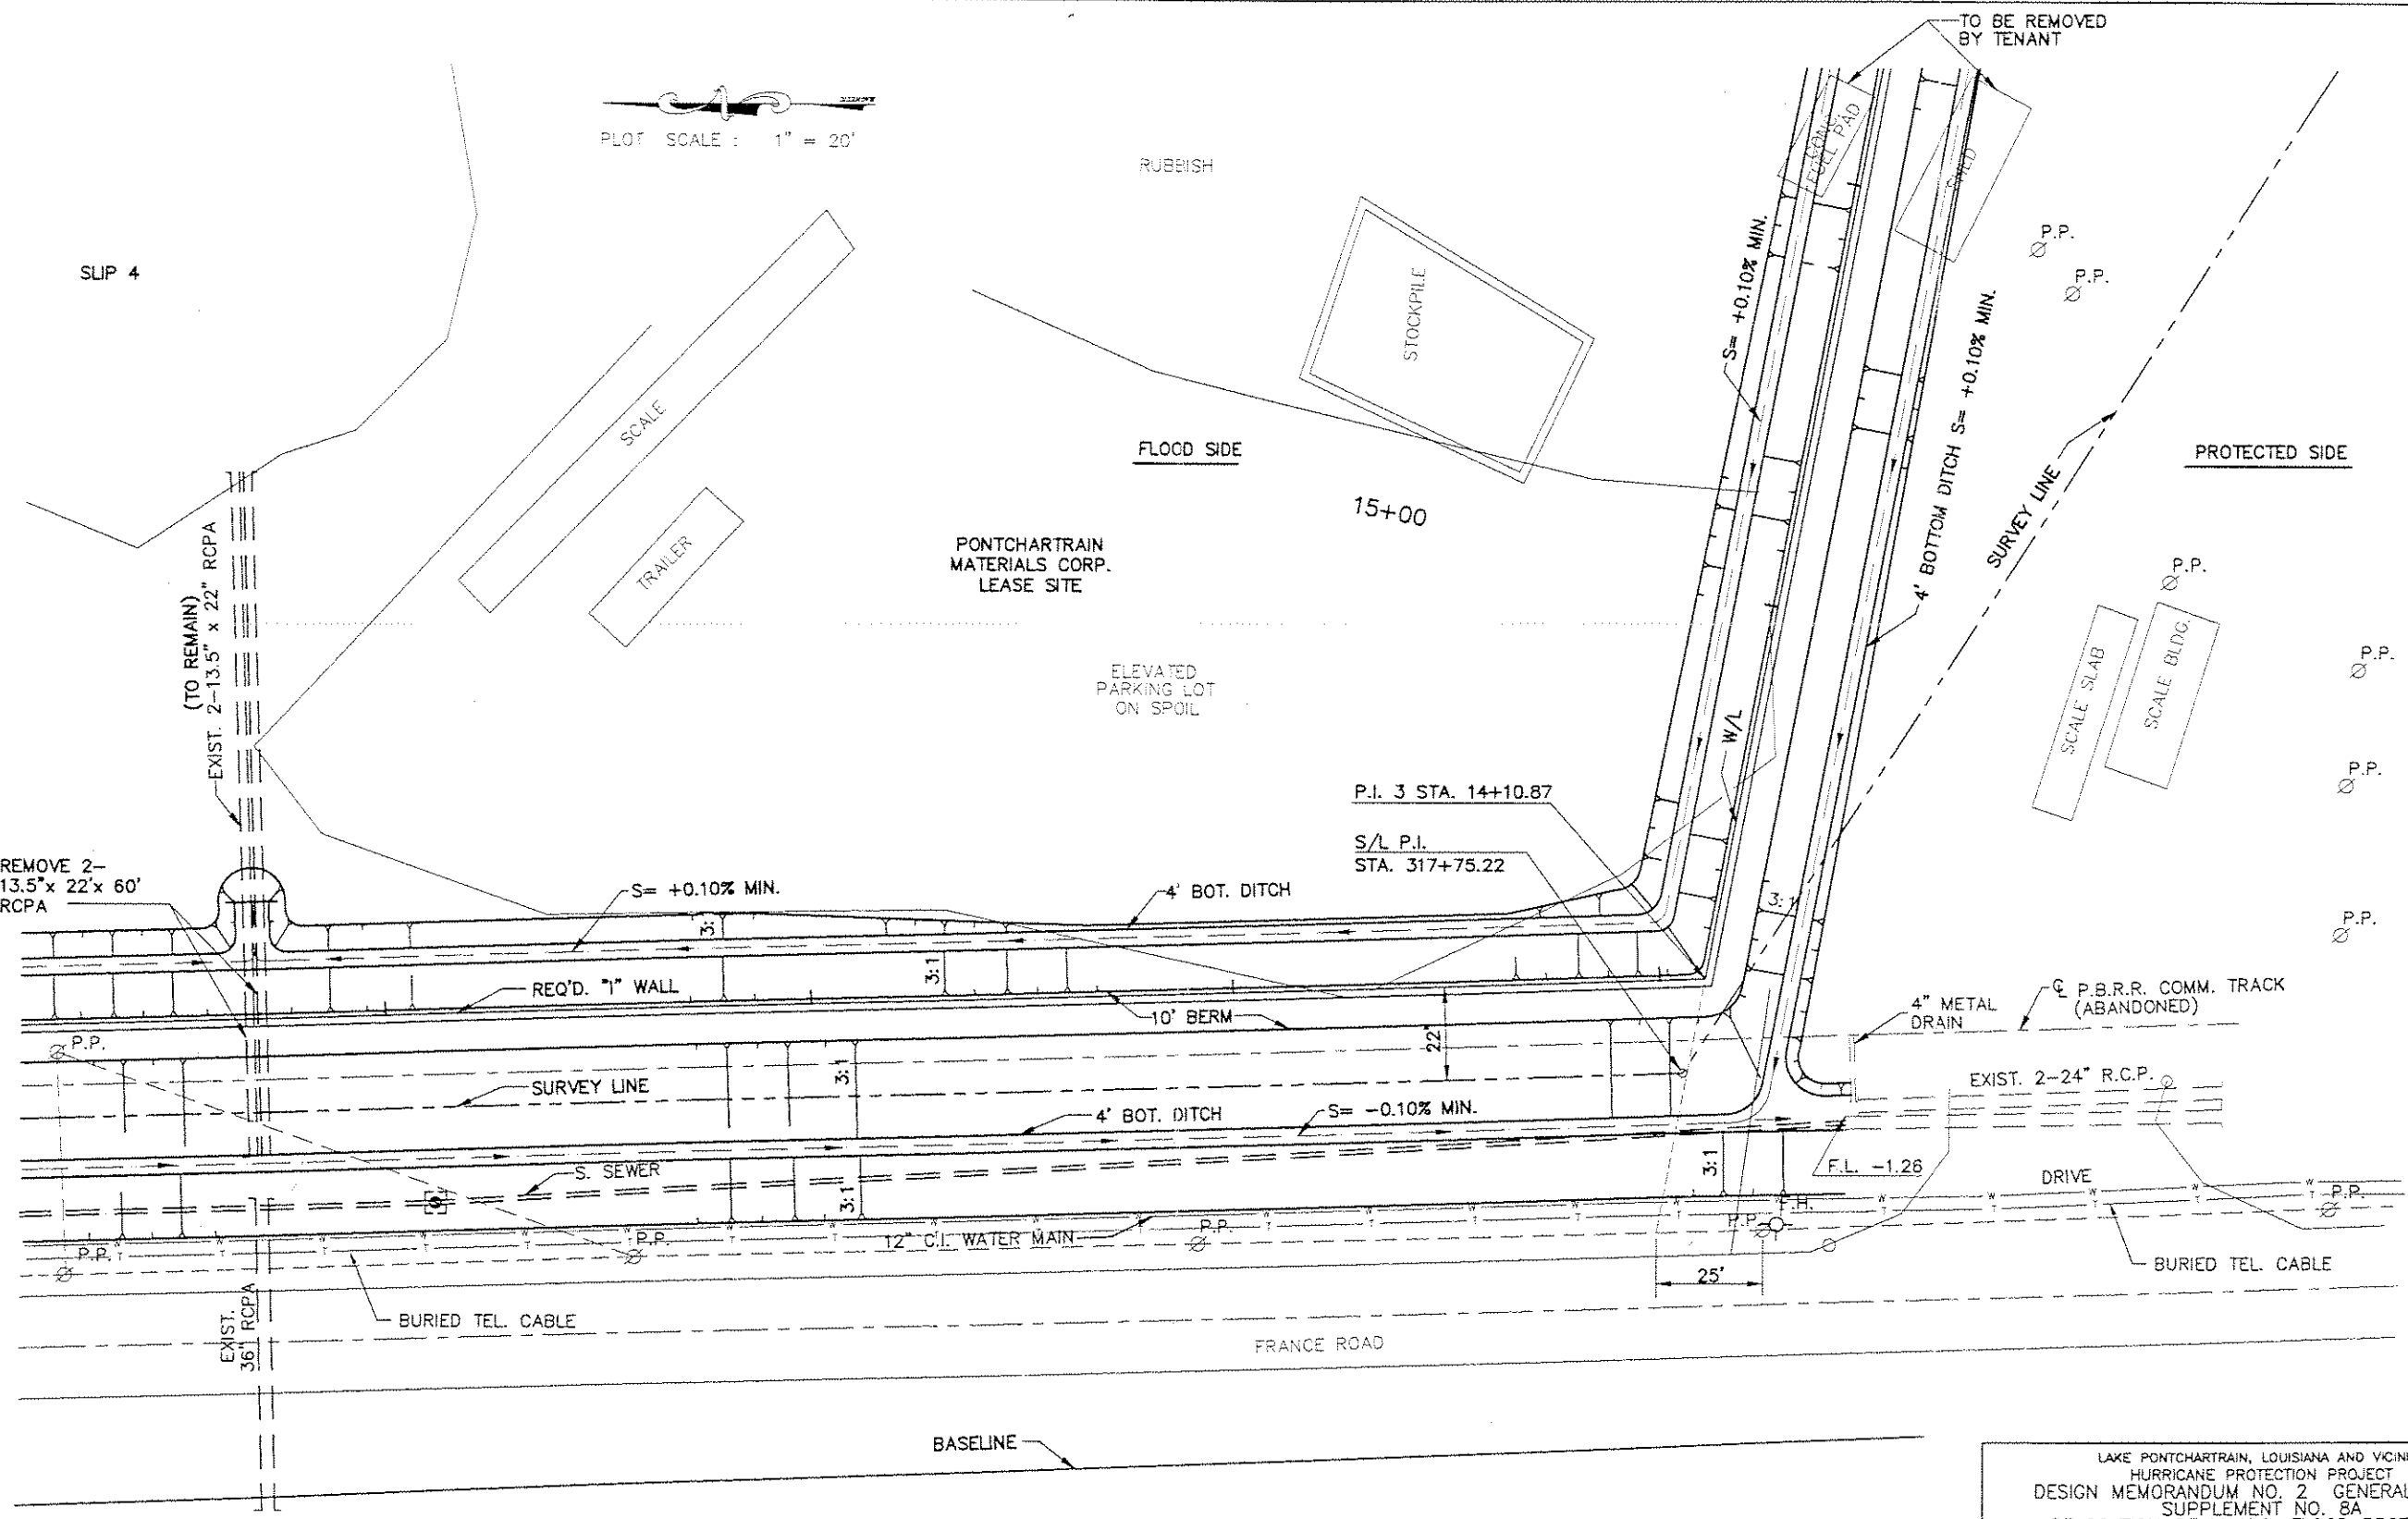 TO BE REMOVED
BY TENANT
PLOT SCALE : 1" = 20'
RUBBISH
CONC.
FUEL PAD
SHED
SLIP 4
P.P.
P.P.
S= +0.10% MIN.
STOCKPILE
SCALE
FLOOD SIDE
PROTECTED SIDE
4' BOTTOM DITCH S= +0.10% MIN.
SURVEY LINE
15+00
(TO REMAIN)
EXIST. 2-13.5" x 22" RCPA
TRAILER
PONTCHARTRAIN
MATERIALS CORP.
LEASE SITE
P.P.
SCALE SLAB
SCALE BLDG.
P.P.
ELEVATED
PARKING LOT
ON SPOIL
W/L
P.P.
P.I. 3 STA. 14+10.87
S/L P.I.
STA. 317+75.22
REMOVE 2-
13.5"x 22'x 60'
RCPA
S= +0.10% MIN.
4' BOT. DITCH
3:1
3:1
P.P.
3:1
REQ'D. "I" WALL
10' BERM
4" METAL
DRAIN
℄ P.B.R.R. COMM. TRACK
(ABANDONED)
P.P.
22'
3:1
SURVEY LINE
EXIST. 2-24" R.C.P.
4' BOT. DITCH
S= -0.10% MIN.
S. SEWER
3:1
3:1
F.L. -1.26
DRIVE
P.P.
P.P.
12" C.I. WATER MAIN
P.P.
P.P.
F.H.
P.P.
BURIED TEL. CABLE
25'
BURIED TEL. CABLE
EXIST.
36" RCPA
FRANCE ROAD
BASELINE
LAKE PONTCHARTRAIN, LOUISIANA AND VICIN
HURRICANE PROTECTION PROJECT
DESIGN MEMORANDUM NO. 2 GENERAL
SUPPLEMENT NO. 8A